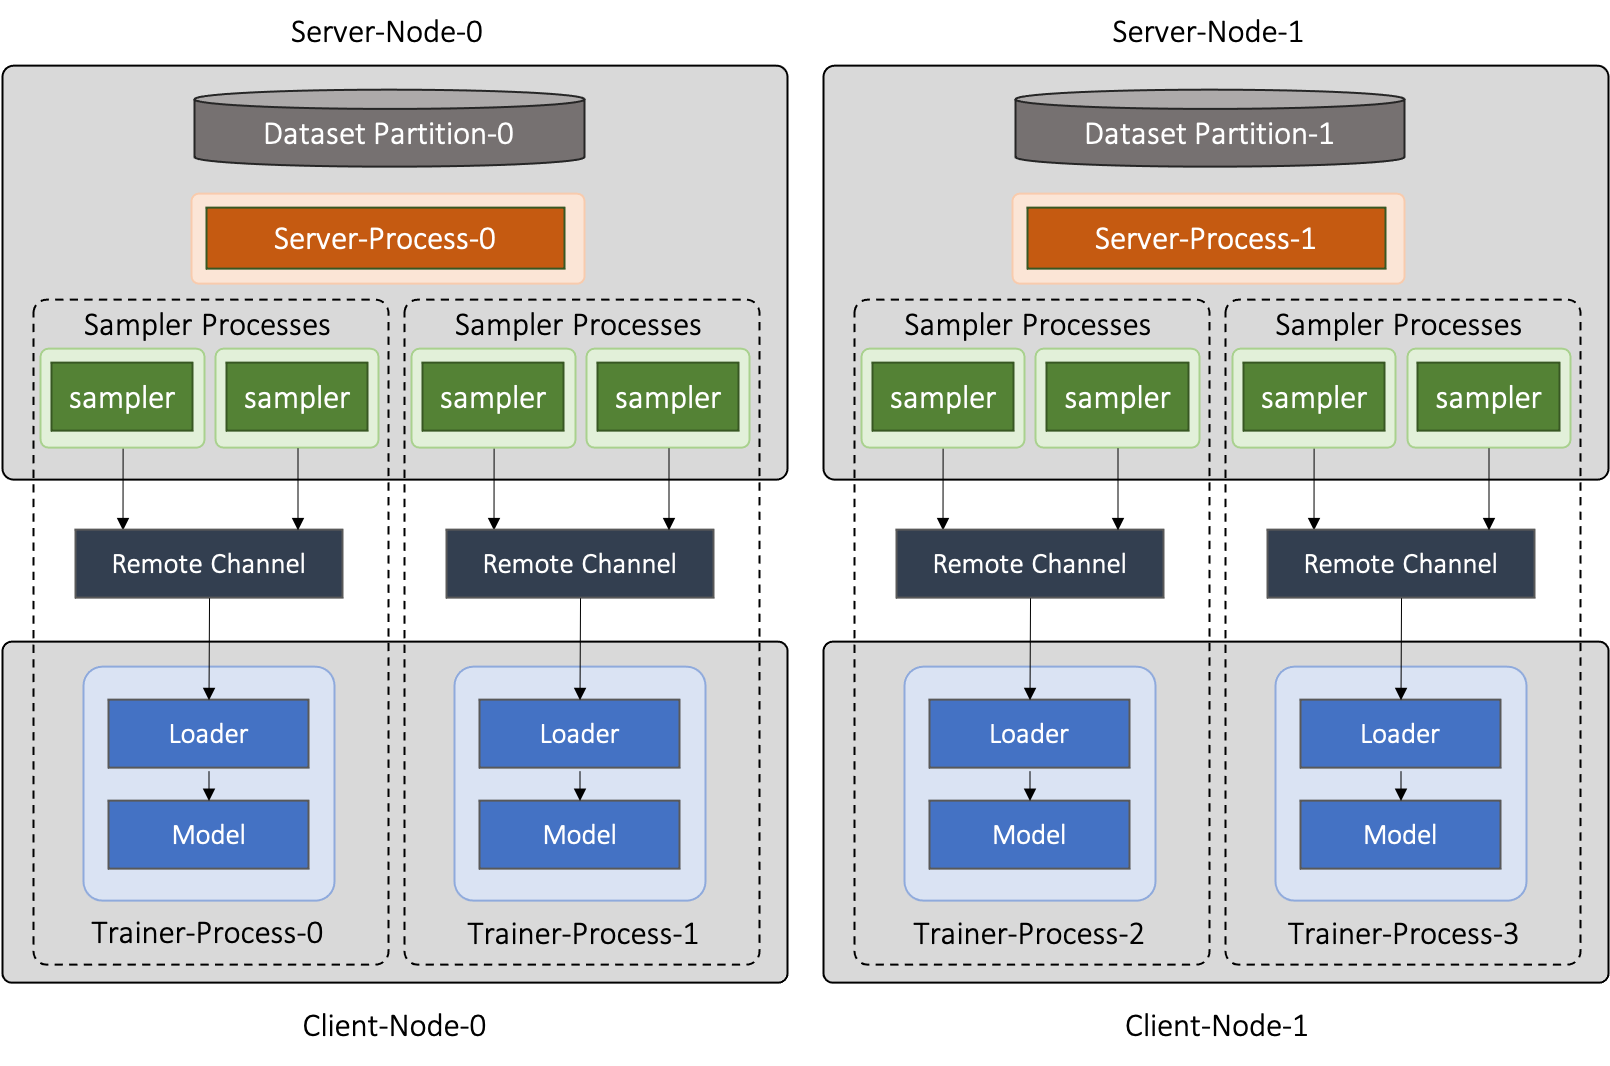 Server-Node-0
Server-Node-1
Dataset Partition-0
Dataset Partition-1
Server-Process-0
Server-Process-1
Sampler Processes
Sampler Processes
Sampler Processes
Sampler Processes
sampler
sampler
sampler
sampler
sampler
sampler
sampler
sampler
Remote Channel
Remote Channel
Remote Channel
Remote Channel
Loader
Loader
Loader
Loader
Model
Model
Model
Model
Trainer-Process-0
Trainer-Process-1
Trainer-Process-2
Trainer-Process-3
Client-Node-0
Client-Node-1